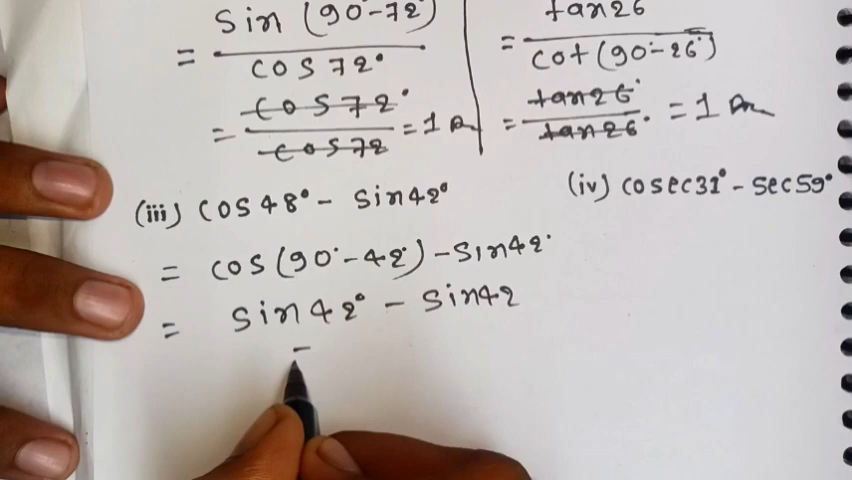 = sin (90°-72°) / cos 72°
= cos 72° / cos 72 = 1
= tan 26 / cot (90°-26°)
= tan 26° / tan 26° = 1
(iii) cos 48° - sin 42°
= cos (90°-42°) - sin 42°
= sin 42° - sin 42
(iv) cosec 31° - sec 59°